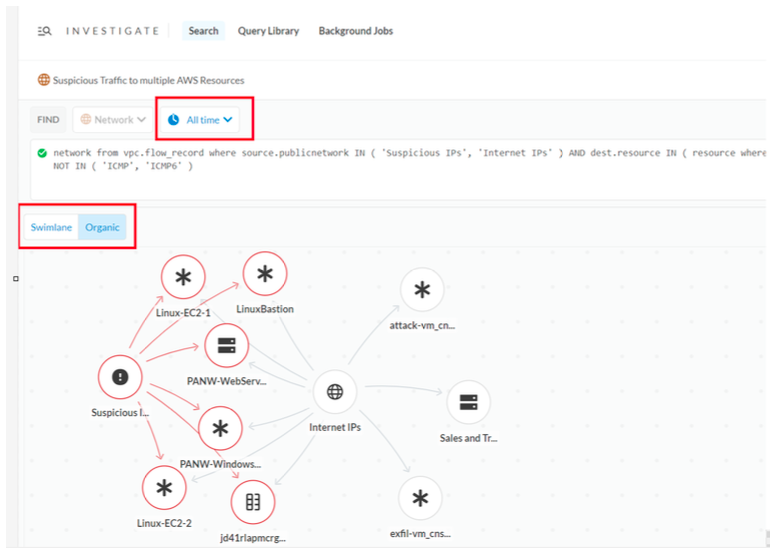 INVESTIGATE Search Query Library Background Jobs
Suspicious Traffic to multiple AWS Resources
FIND Network All time
network from vpc.flow_record where source.publicnetwork IN ( 'Suspicious IPs', 'Internet IPs' ) AND dest.resource IN ( resource where
NOT IN ( 'ICMP', 'ICMP6' )
Swimlane Organic
Linux-EC2-1
LinuxBastion
attack-vm_cn...
PANW-WebServ...
Suspicious I...
Internet IPs
Sales and Tr...
PANW-Windows...
Linux-EC2-2
jd41rlapmcrg...
exfil-vm_cns...